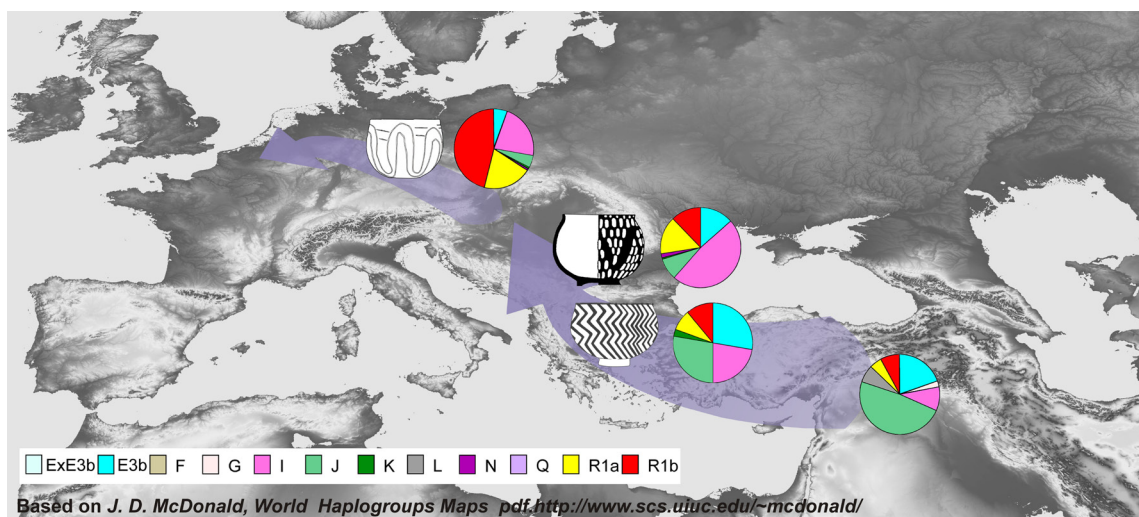 ExE3b E3b F G I J K L N Q R1a R1b
Based on J. D. McDonald, World Haplogroups Maps pdf.http://www.scs.uiuc.edu/~mcdonald/